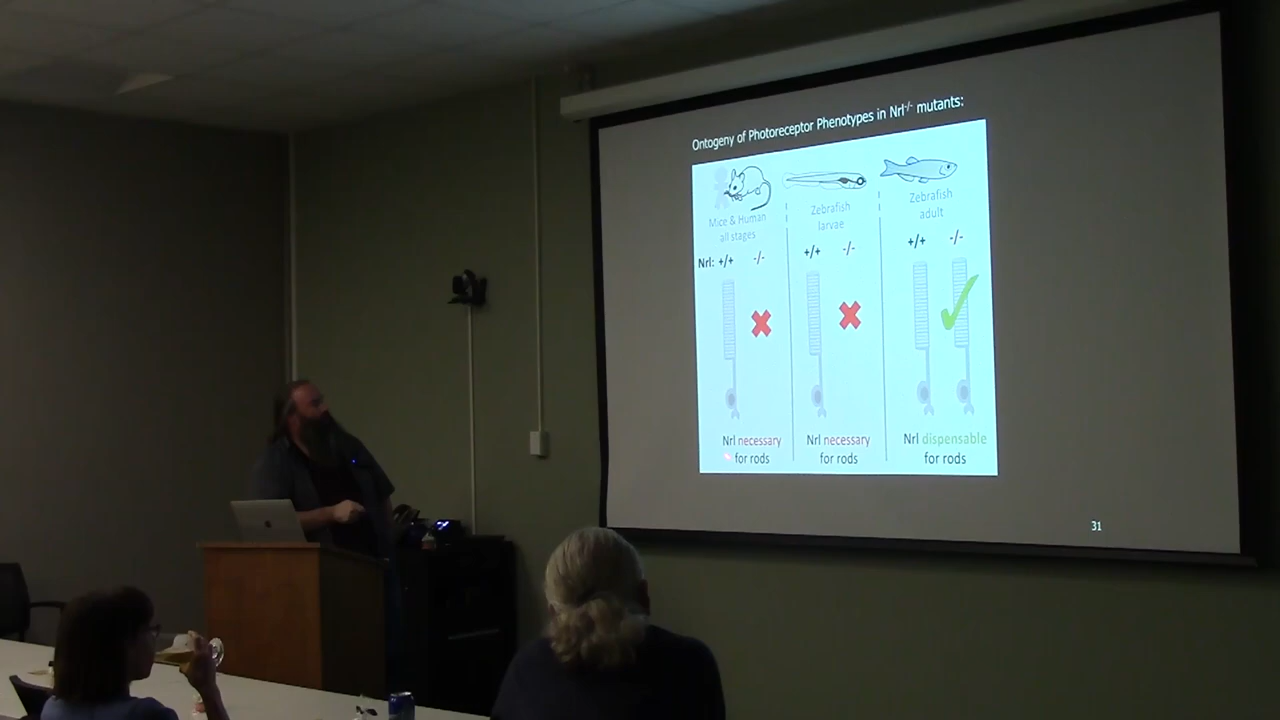 Ontogeny of Photoreceptor Phenotypes in Nrl-/- mutants:
Mice & Human
all stages
Zebrafish
larvae
Zebrafish
adult
Nrl: +/+ -/-
+/+ -/-
+/+ -/-
Nrl necessary
for rods
Nrl necessary
for rods
Nrl dispensable
for rods
31